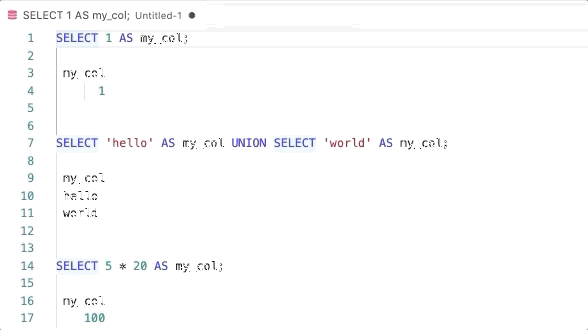 SELECT 1 AS my_col; Untitled-1 ●
1 SELECT 1 AS my_col;
2
3 my_col
4 1
5
6
7 SELECT 'hello' AS my_col UNION SELECT 'world' AS my_col;
8
9 my_col
10 hello
11 world
12
13
14 SELECT 5 * 20 AS my_col;
15
16 my_col
17 100